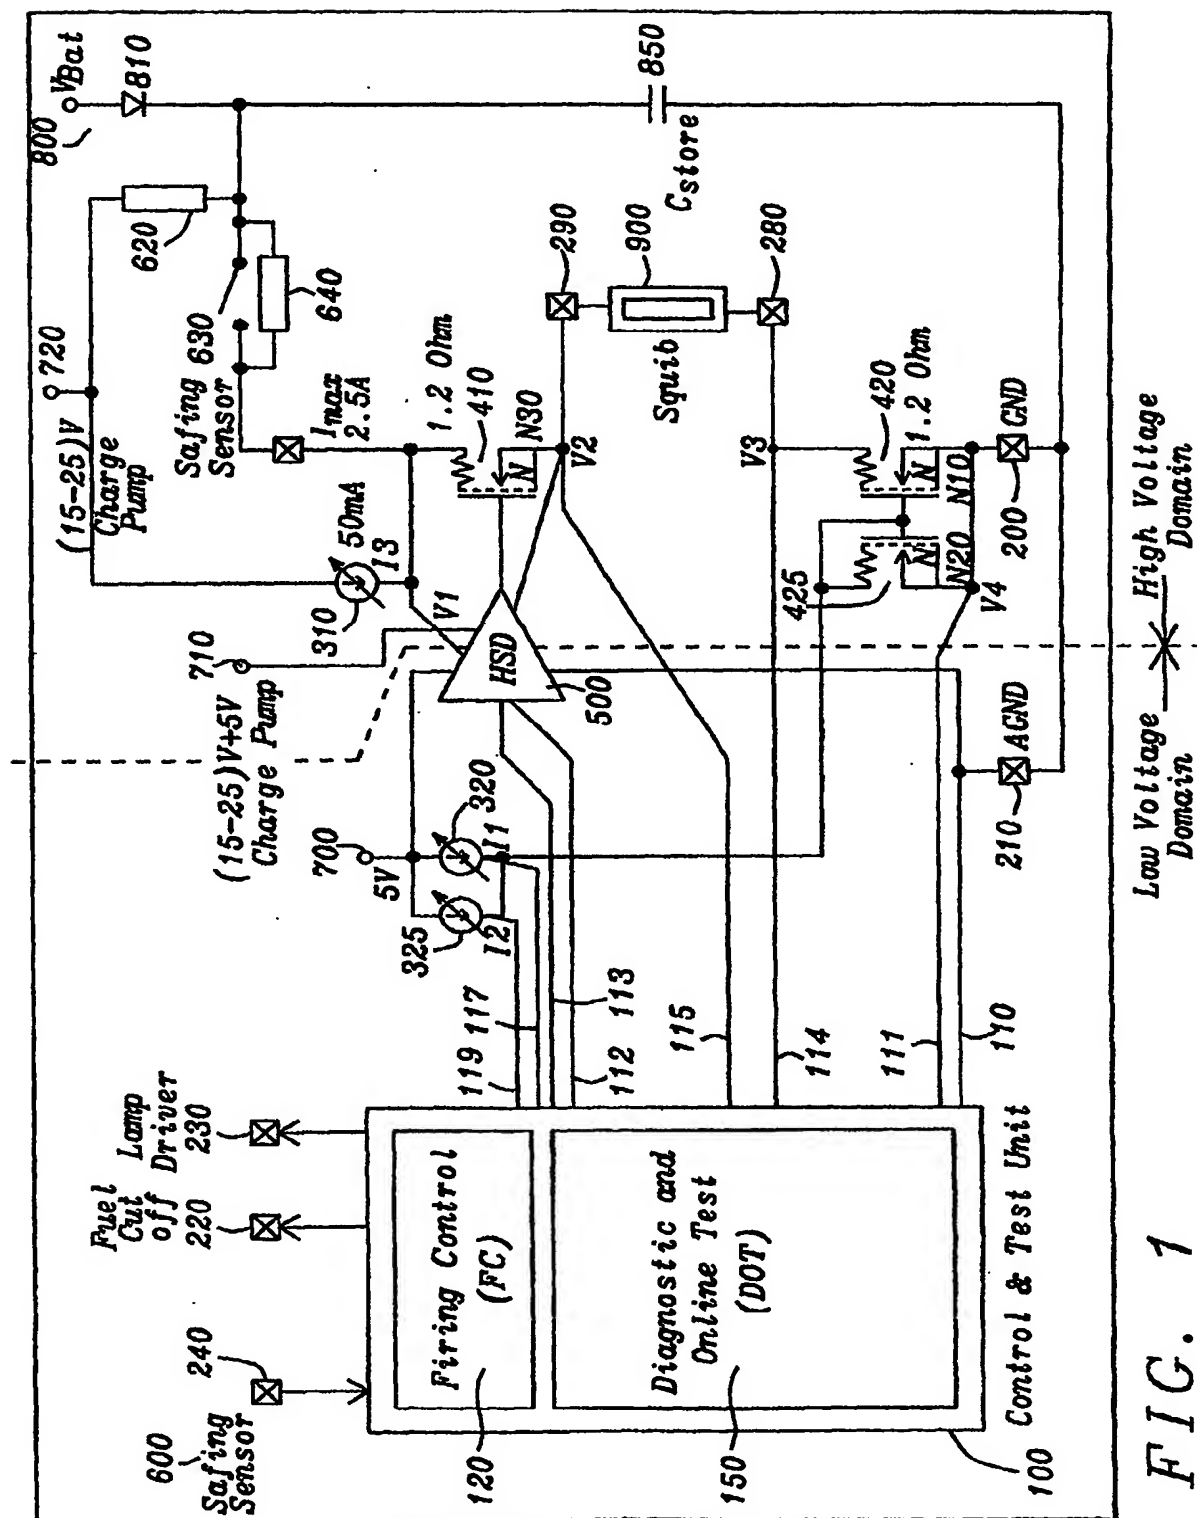 800
VBat
810
720
620
Safing
Sensor
630
640
(15-25)V
Charge
Pump
Imax
2.5A
1.2 Ohm
410
N
N30
V2
290
900
Squib
280
850
Cstore
710
310
50mA
I3
V1
(15-25)V+5V
Charge Pump
HSD
500
V3
420
1.2 Ohm
N
N10
425
N
N20
V4
200
GND
700
5V
320
I1
325
I2
210
AGND
High Voltage
Domain
Low Voltage
Domain
119
117
113
112
115
114
111
110
Lamp
Driver
230
Fuel
Cut
off
220
240
600
Safing
Sensor
Firing Control
(FC)
120
Diagnostic and
Online Test
(DOT)
150
Control & Test Unit
100
FIG. 1